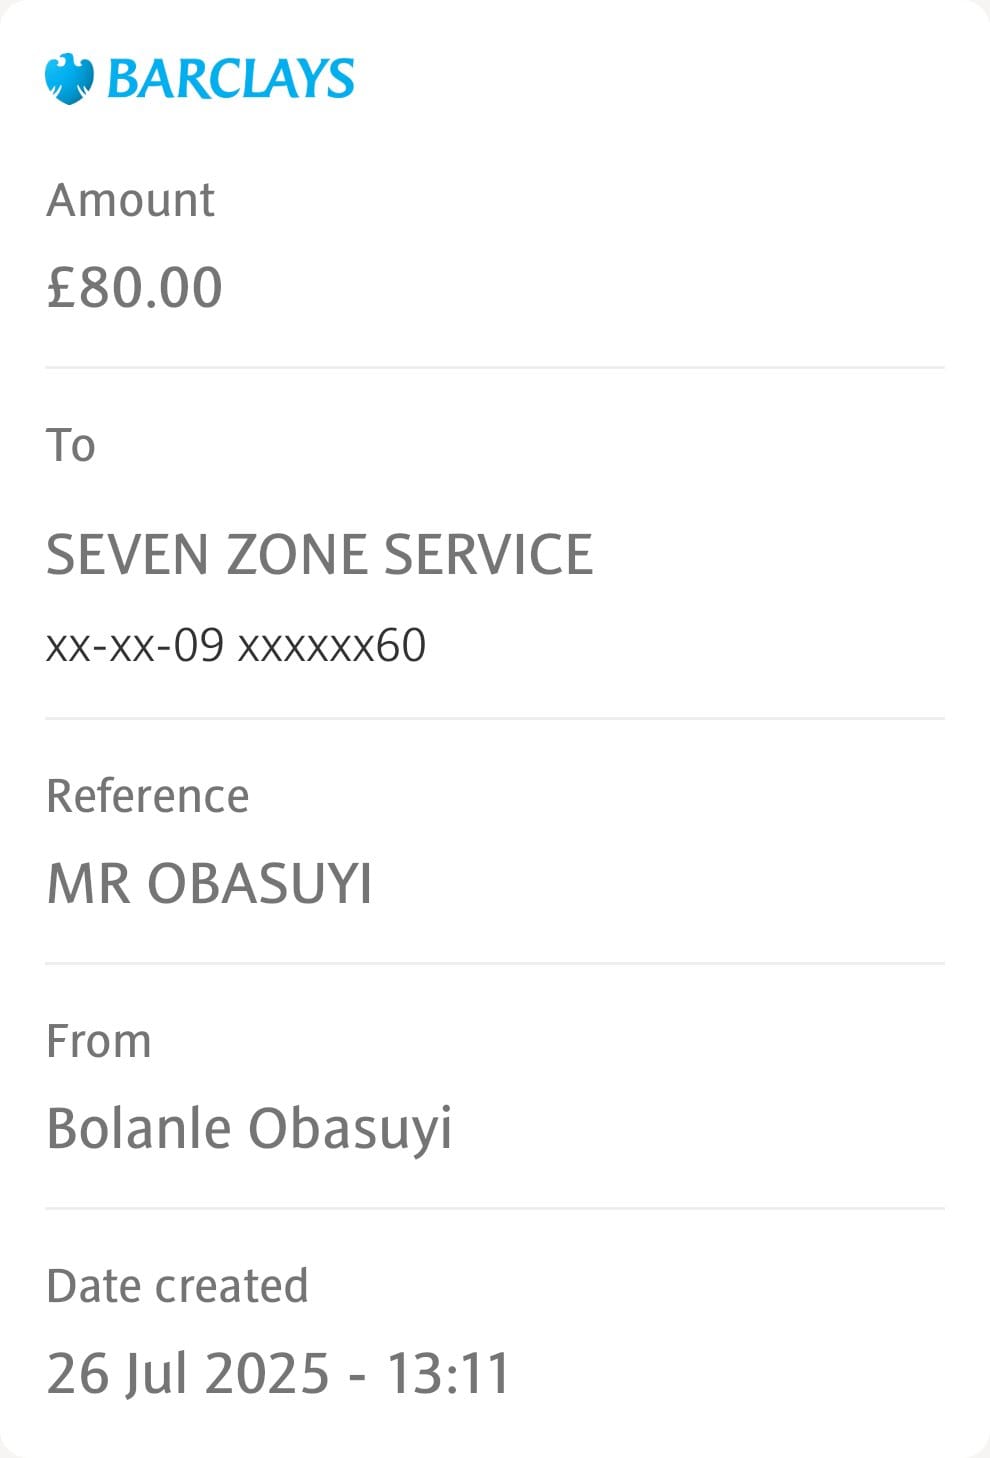 BARCLAYS
Amount
£80.00
To
SEVEN ZONE SERVICE
xx-xx-09 xxxxxx60
Reference
MR OBASUYI
From
Bolanle Obasuyi
Date created
26 Jul 2025 - 13:11